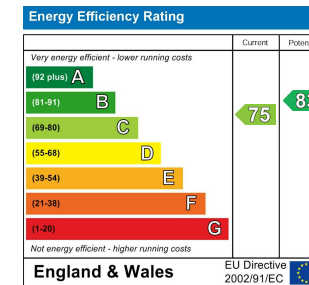 Energy Efficiency Rating
Current
Very energy efficient - lower running costs
(92 plus) A
(81-91) B
(69-80) C
(55-68) D
(39-54) E
(21-38) F
(1-20) G
75
Not energy efficient - higher running costs
England & Wales
EU Directive
2002/91/EC